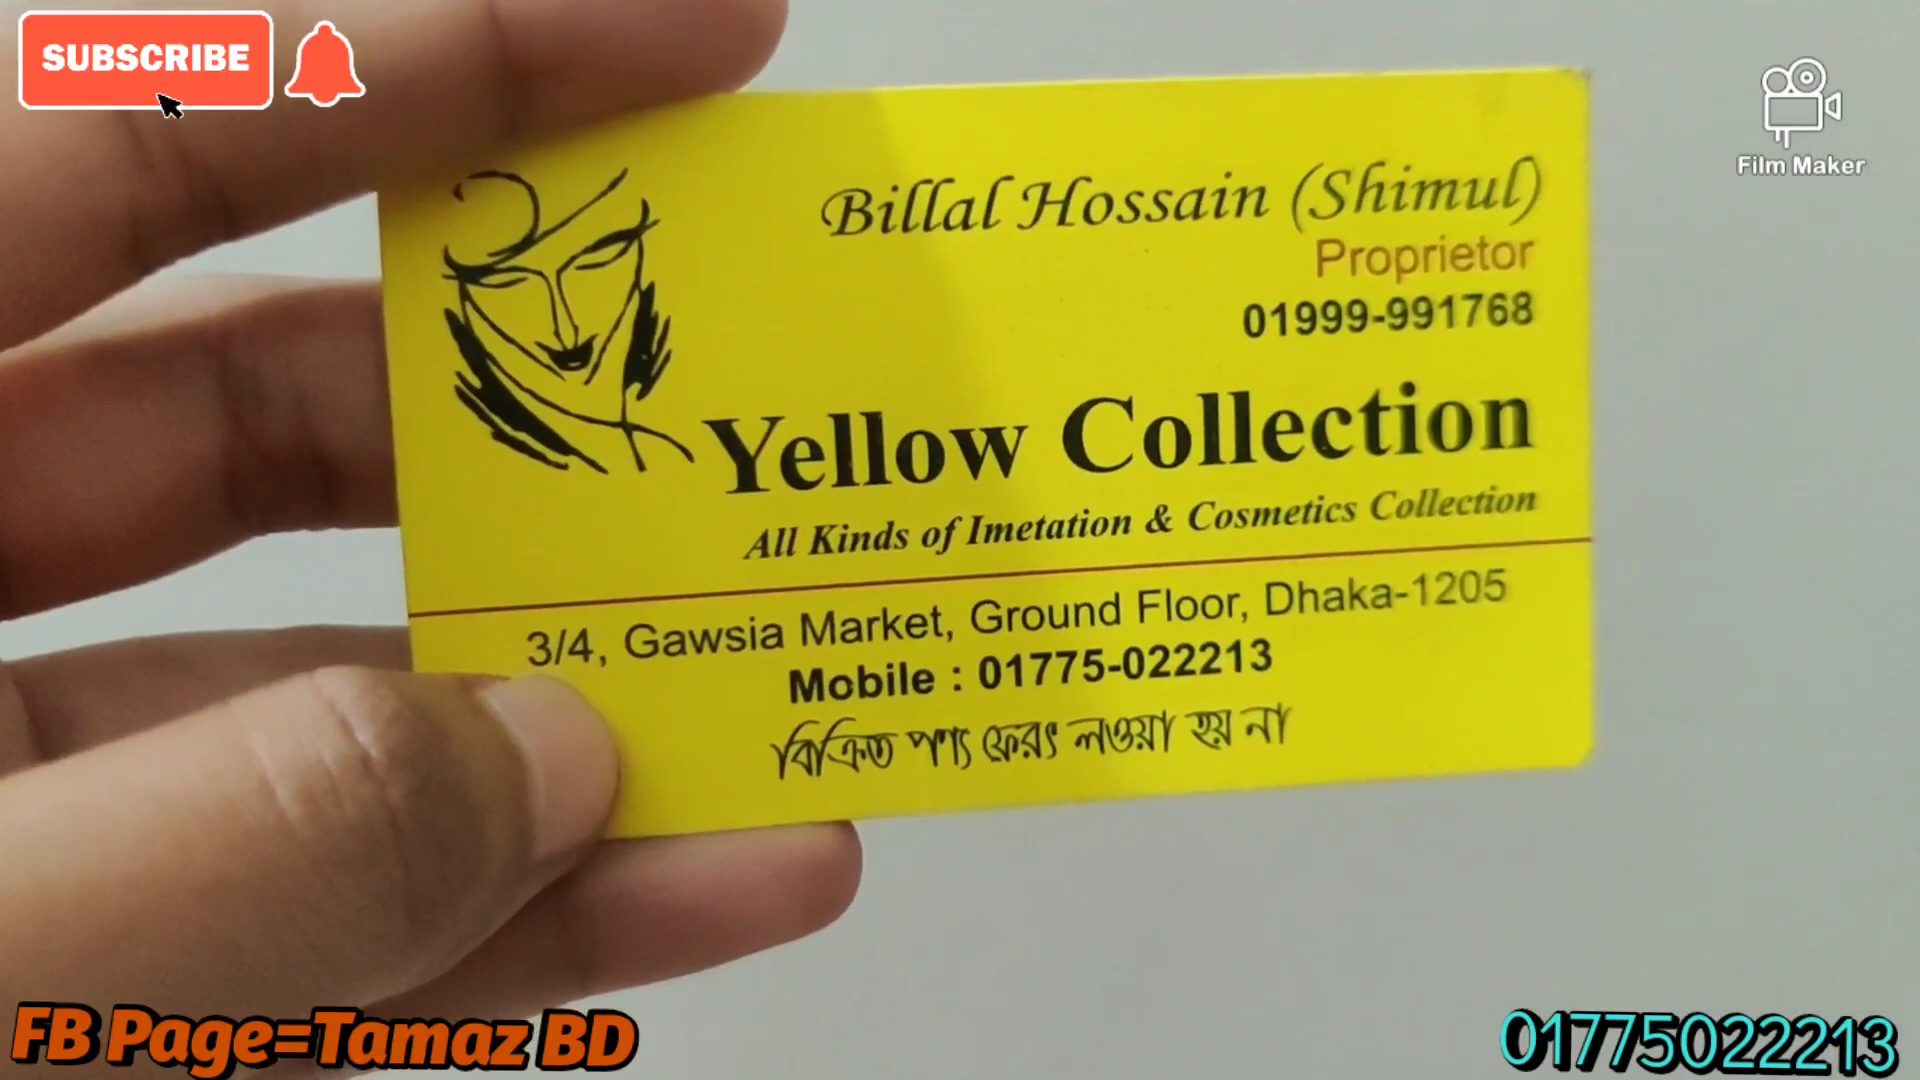 SUBSCRIBE
Film Maker
Billal Hossain (Shimul)
Proprietor
01999-991768
Yellow Collection
All Kinds of Imetation & Cosmetics Collection
3/4, Gawsia Market, Ground Floor, Dhaka-1205
Mobile : 01775-022213
বিক্রিত পণ্য ফেরৎ লওয়া হয় না
FB Page=Tamaz BD
01775022213